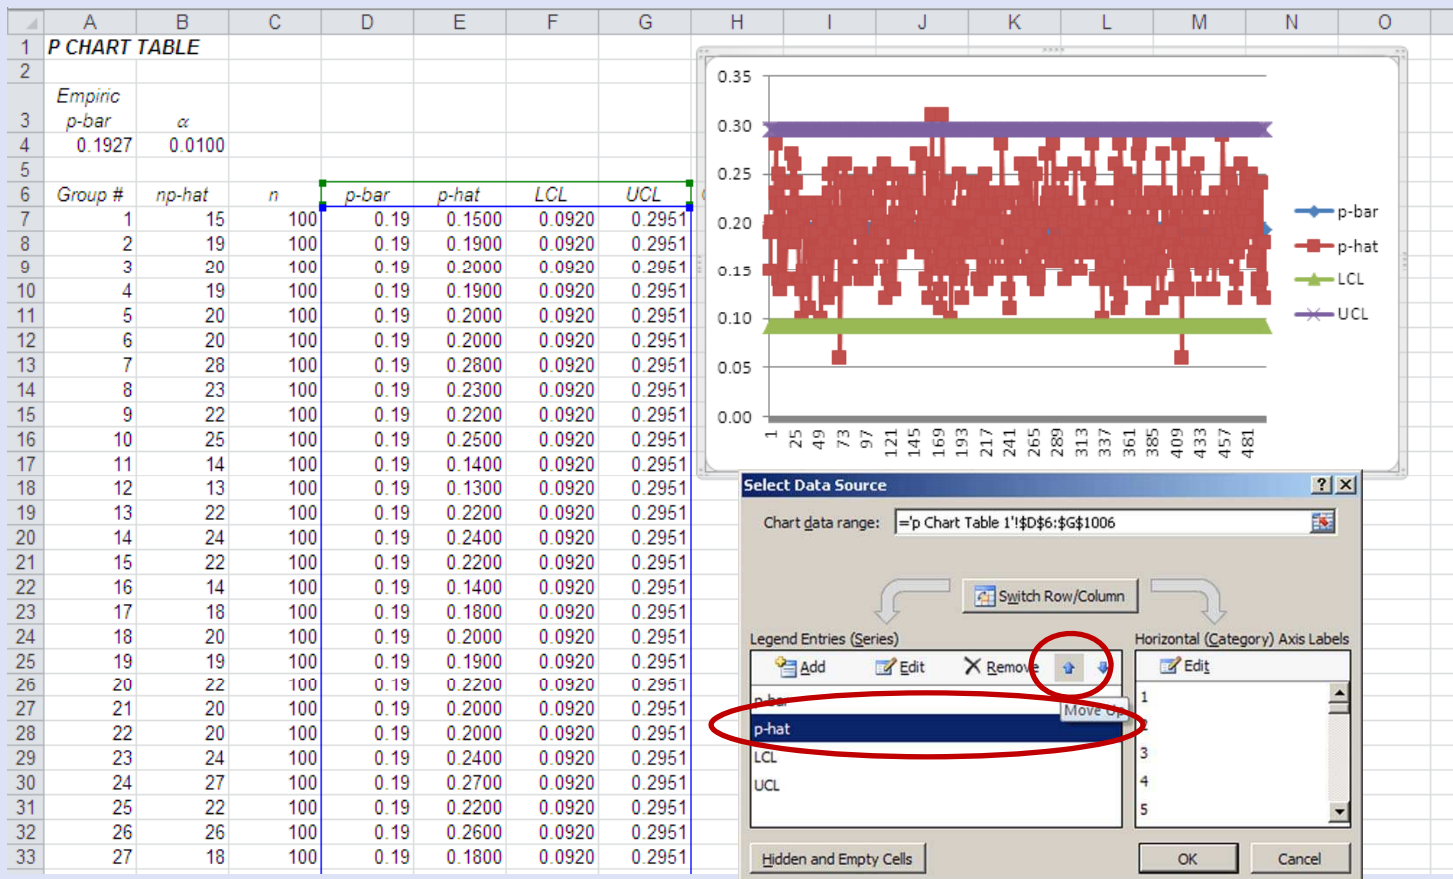 A B C D E F G H I J K L M N O
1 P CHART TABLE
2
Empiric
3 p-bar α
4 0.1927 0.0100
5
6 Group # np-hat n p-bar p-hat LCL UCL
7 1 15 100 0.19 0.1500 0.0920 0.2951
8 2 19 100 0.19 0.1900 0.0920 0.2951
9 3 20 100 0.19 0.2000 0.0920 0.2951
10 4 19 100 0.19 0.1900 0.0920 0.2951
11 5 20 100 0.19 0.2000 0.0920 0.2951
12 6 20 100 0.19 0.2000 0.0920 0.2951
13 7 28 100 0.19 0.2800 0.0920 0.2951
14 8 23 100 0.19 0.2300 0.0920 0.2951
15 9 22 100 0.19 0.2200 0.0920 0.2951
16 10 25 100 0.19 0.2500 0.0920 0.2951
17 11 14 100 0.19 0.1400 0.0920 0.2951
18 12 13 100 0.19 0.1300 0.0920 0.2951
19 13 22 100 0.19 0.2200 0.0920 0.2951
20 14 24 100 0.19 0.2400 0.0920 0.2951
21 15 22 100 0.19 0.2200 0.0920 0.2951
22 16 14 100 0.19 0.1400 0.0920 0.2951
23 17 18 100 0.19 0.1800 0.0920 0.2951
24 18 20 100 0.19 0.2000 0.0920 0.2951
25 19 19 100 0.19 0.1900 0.0920 0.2951
26 20 22 100 0.19 0.2200 0.0920 0.2951
27 21 20 100 0.19 0.2000 0.0920 0.2951
28 22 20 100 0.19 0.2000 0.0920 0.2951
29 23 24 100 0.19 0.2400 0.0920 0.2951
30 24 27 100 0.19 0.2700 0.0920 0.2951
31 25 22 100 0.19 0.2200 0.0920 0.2951
32 26 26 100 0.19 0.2600 0.0920 0.2951
33 27 18 100 0.19 0.1800 0.0920 0.2951
0.35
0.30
0.25
0.20
0.15
0.10
0.05
0.00
1 25 49 73 97 121 145 169 193 217 241 265 289 313 337 361 385 409 433 457 481
p-bar
p-hat
LCL
UCL
Select Data Source
Chart data range: ='p Chart Table 1'!$D$6:$G$1006
Switch Row/Column
Legend Entries (Series)
Add Edit Remove
p-bar
Move Up
p-hat
LCL
UCL
Horizontal (Category) Axis Labels
Edit
1
2
3
4
5
Hidden and Empty Cells
OK Cancel